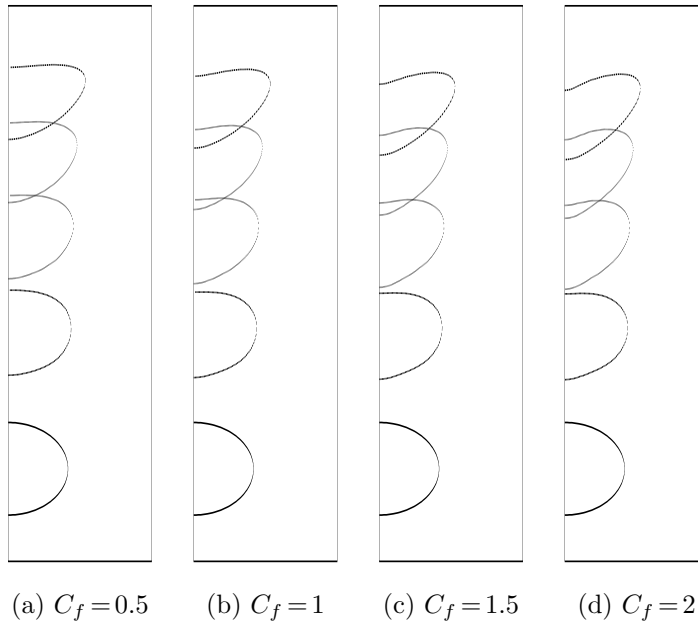 (a) C_f = 0.5
(b) C_f = 1
(c) C_f = 1.5
(d) C_f = 2